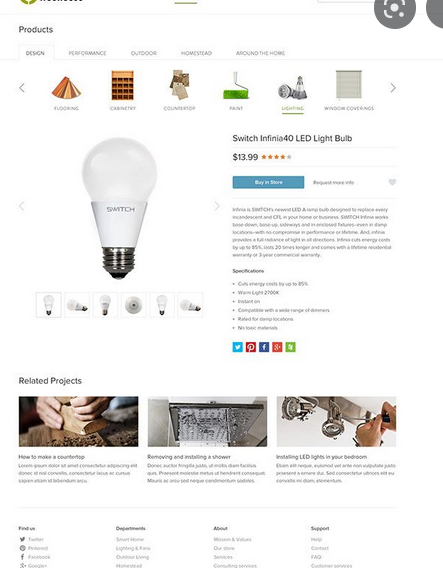 Products
DESIGN PERFORMANCE OUTDOOR HOMESTEAD AROUND THE HOME
FLOORING CABINETRY COUNTERTOP PAINT LIGHTING WINDOW COVERINGS
Switch Infinia40 LED Light Bulb
$13.99
Buy in Store Request more info
SWITCH
Infinia is SWITCH's newest LED A-lamp bulb designed to replace every
incandescent and CFL in your home or business. SWITCH Infinia works
base-down, base-up, sideways and in enclosed fixtures–even in damp
locations–with no compromise in performance or lifetime. And, Infinia
provides a full-radiance of light in all directions. Infinia cuts energy costs
by up to 85%, lasts 20 times longer and comes with a lifetime residential
warranty or 3-year commercial warranty.
Specifications
Cuts energy costs by up to 85%
Warm Light 2700K
Instant on
Compatible with a wide range of dimmers
Rated for damp locations
No toxic materials
Related Projects
How to make a countertop
Lorem ipsum dolor sit amet consectetur adipiscing elit
donec id nisl convallis, consectetur lacus ac cursus
sapien etiam id bibendum arcu.
Removing and installing a shower
Donec auctor fringilla justo, ut mollis diam facilisis
quis. Praesent molestie metus ut hendrerit consequat.
Mauris ac orci sed neque condimentum sodales.
Installing LED lights in your bedroom
Etiam elit neque, euismod vel ante non vulputate justo
praesent a ornare dui. Sed consectetur ultrices elit eu
convallis mi diam, elementum.
Find us
Twitter
Pinterest
Facebook
Google+
Departments
Smart Home
Lighting & Fans
Outdoor Living
Homestead
About
Mission & Values
Our store
Services
Consulting services
Support
Help
Contact
FAQ
Customer services